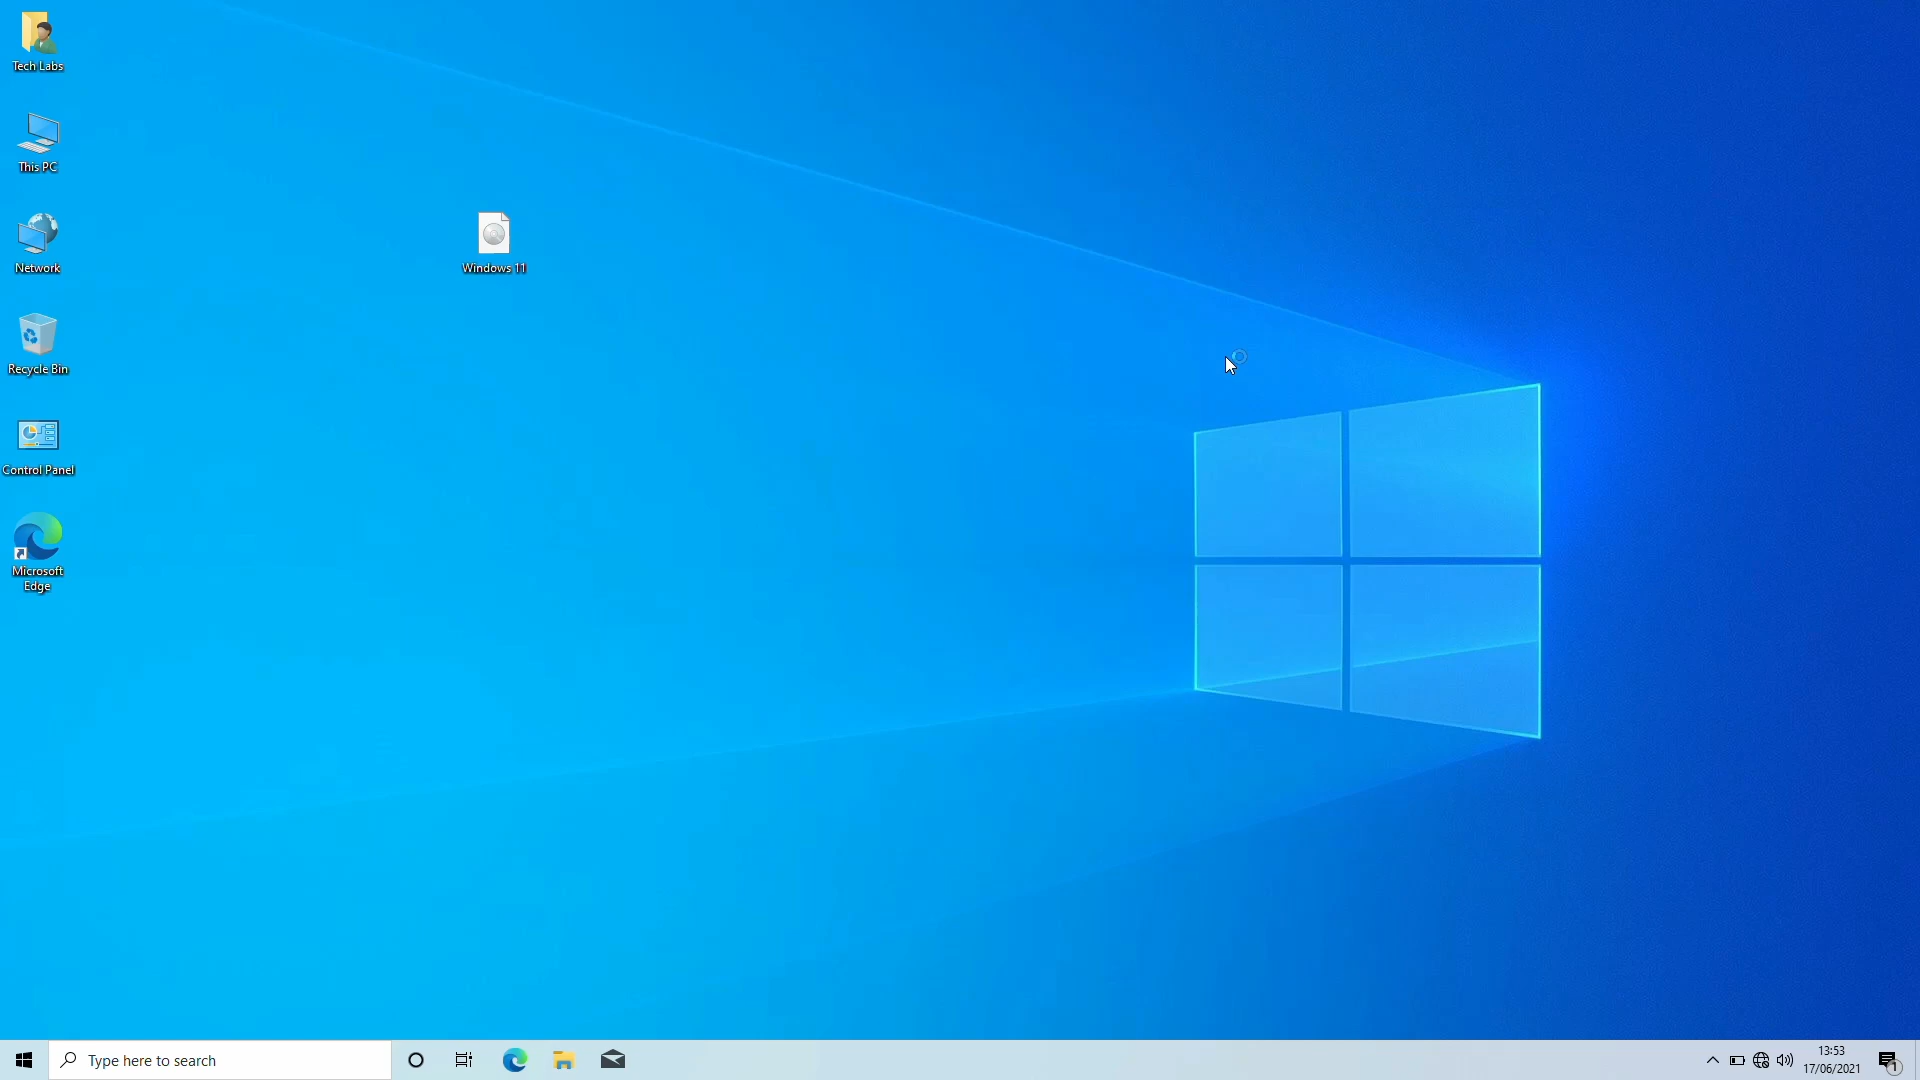 Tech Labs
This PC
Network
Windows 11
Recycle Bin
Control Panel
Microsoft
Edge
Type here to search
13:53
17/06/2021
1